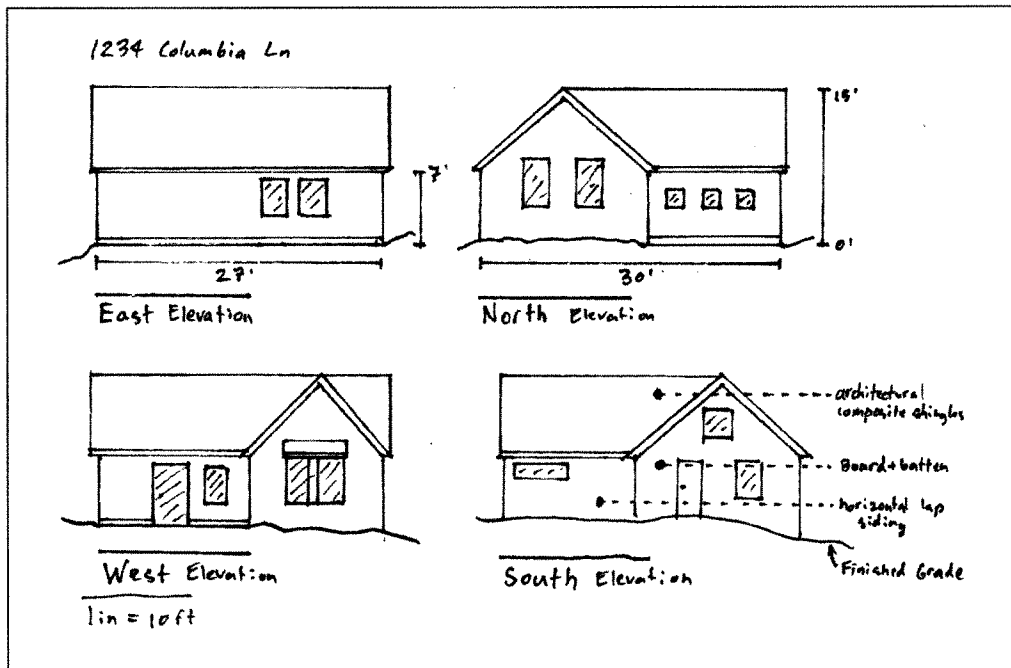 1234 Columbia Ln
7'
27'
East Elevation
15'
0'
30'
North Elevation
West Elevation
1in = 10ft
architectural
composite shingles
Board + batten
horizontal lap
siding
Finished Grade
South Elevation